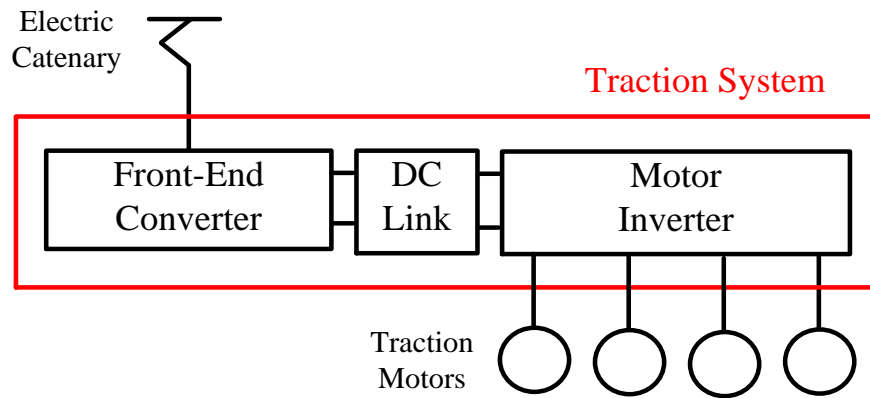 Electric
Catenary
Traction System
Front-End
Converter
DC
Link
Motor
Inverter
Traction
Motors